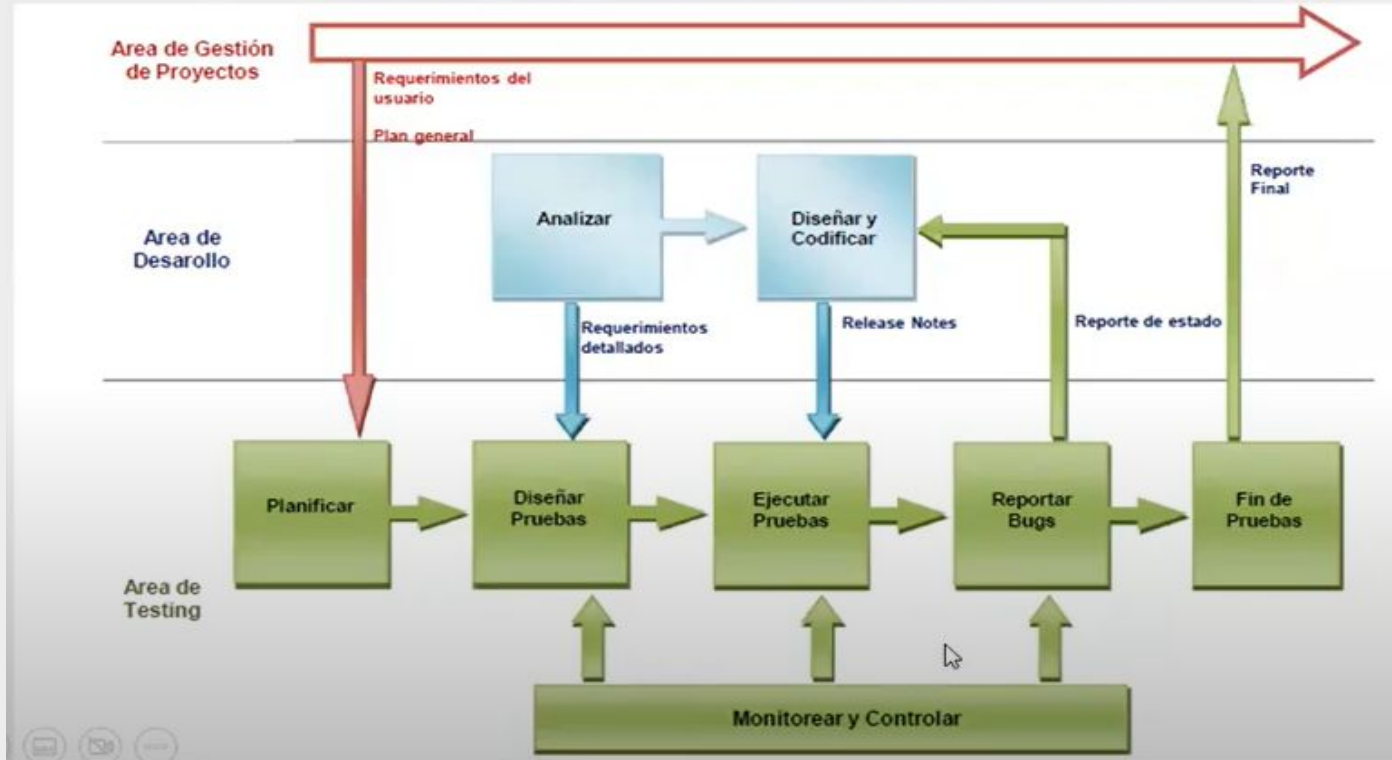 Area de Gestión
de Proyectos
Requerimientos del
usuario
Plan general
Area de
Desarollo
Analizar
Diseñar y
Codificar
Reporte
Final
Requerimientos
detallados
Release Notes
Reporte de estado
Planificar
Diseñar
Pruebas
Ejecutar
Pruebas
Reportar
Bugs
Fin de
Pruebas
Area de
Testing
Monitorear y Controlar